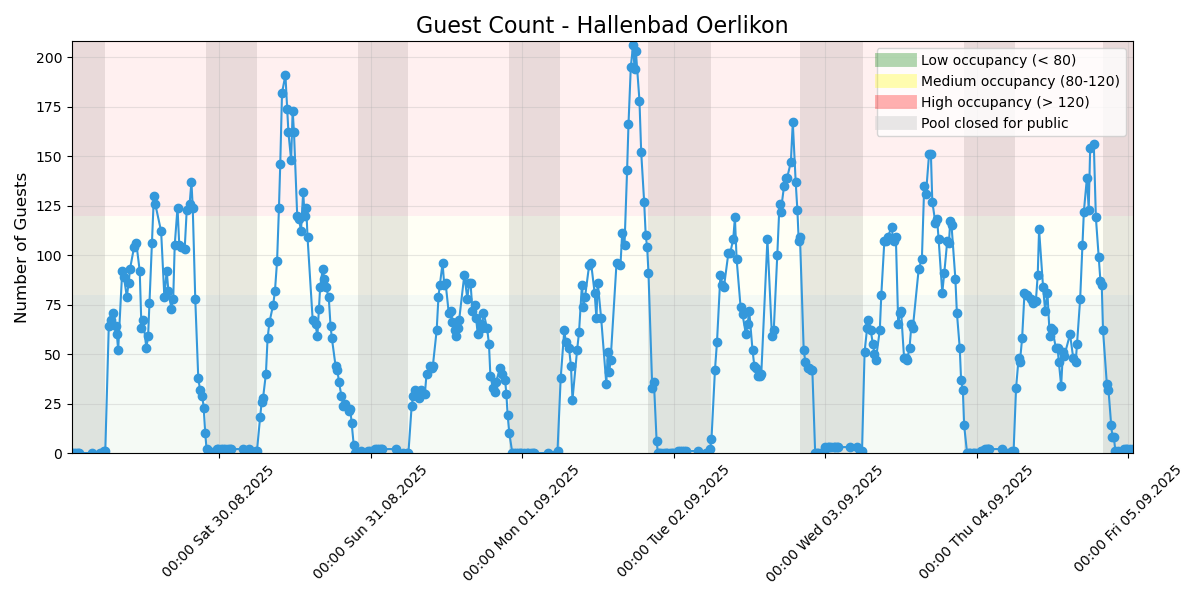 Guest Count - Hallenbad Oerlikon
Number of Guests
200
175
150
125
100
75
50
25
0
Low occupancy (< 80)
Medium occupancy (80-120)
High occupancy (> 120)
Pool closed for public
00:00 Sat 30.08.2025
00:00 Sun 31.08.2025
00:00 Mon 01.09.2025
00:00 Tue 02.09.2025
00:00 Wed 03.09.2025
00:00 Thu 04.09.2025
00:00 Fri 05.09.2025